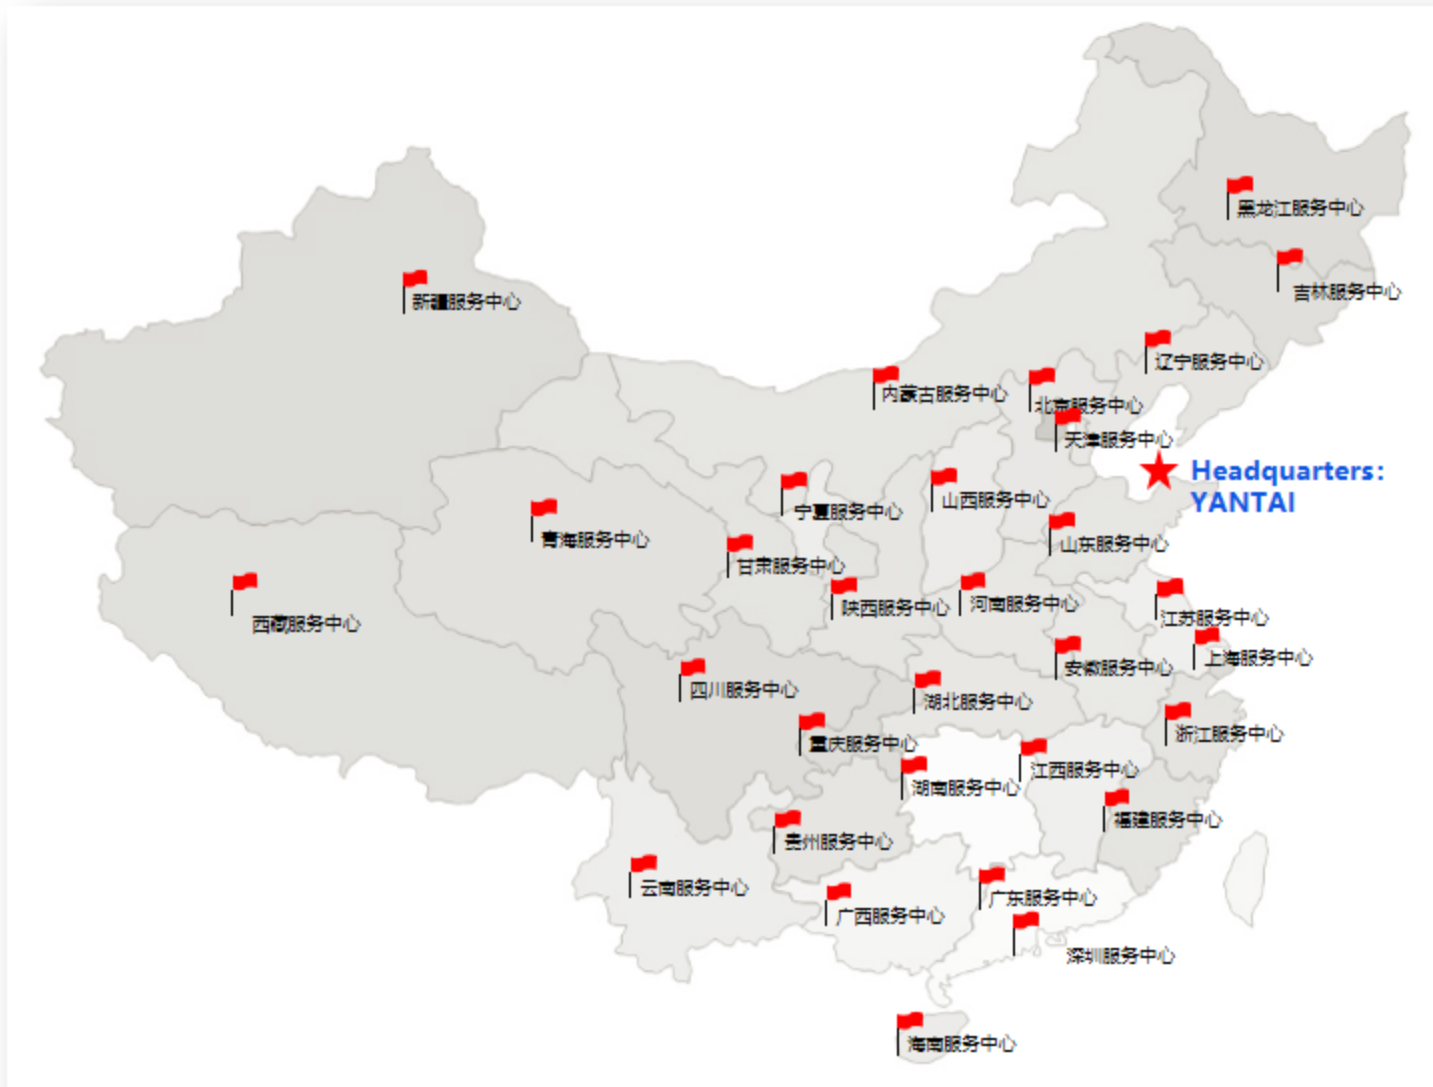 黑龙江服务中心
吉林服务中心
新疆服务中心
辽宁服务中心
内蒙古服务中心
北京服务中心
天津服务中心
Headquarters:
YANTAI
山西服务中心
宁夏服务中心
青海服务中心
山东服务中心
甘肃服务中心
陕西服务中心
河南服务中心
江苏服务中心
西藏服务中心
上海服务中心
安徽服务中心
四川服务中心
湖北服务中心
浙江服务中心
重庆服务中心
江西服务中心
湖南服务中心
福建服务中心
贵州服务中心
云南服务中心
广东服务中心
广西服务中心
深圳服务中心
海南服务中心